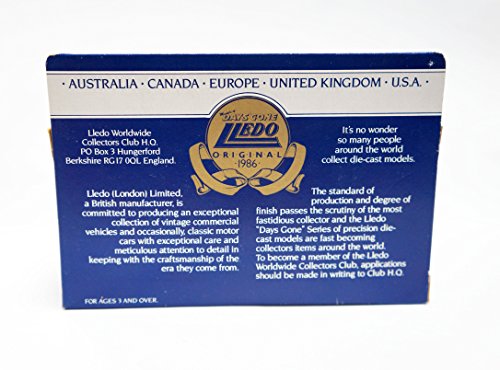 · AUSTRALIA · CANADA · EUROPE · UNITED KINGDOM · U.S.A. ·
DAYS GONE
LLEDO
ORIGINAL
·1986·
Lledo Worldwide
Collectors Club H.Q.
PO Box 3 Hungerford
Berkshire RG17 0QL England.
It's no wonder
so many people
around the world
collect die-cast models.
Lledo (London) Limited,
a British manufacturer, is
committed to producing an exceptional
collection of vintage commercial
vehicles and occasionally, classic motor
cars with exceptional care and
meticulous attention to detail in
keeping with the craftsmanship of the
era they come from.
The standard of
production and degree of
finish passes the scrutiny of the most
fastidious collector and the Lledo
"Days Gone" Series of precision die-
cast models are fast becoming
collectors items around the world.
To become a member of the Lledo
Worldwide Collectors Club, applications
should be made in writing to Club H.Q.
FOR AGES 3 AND OVER.